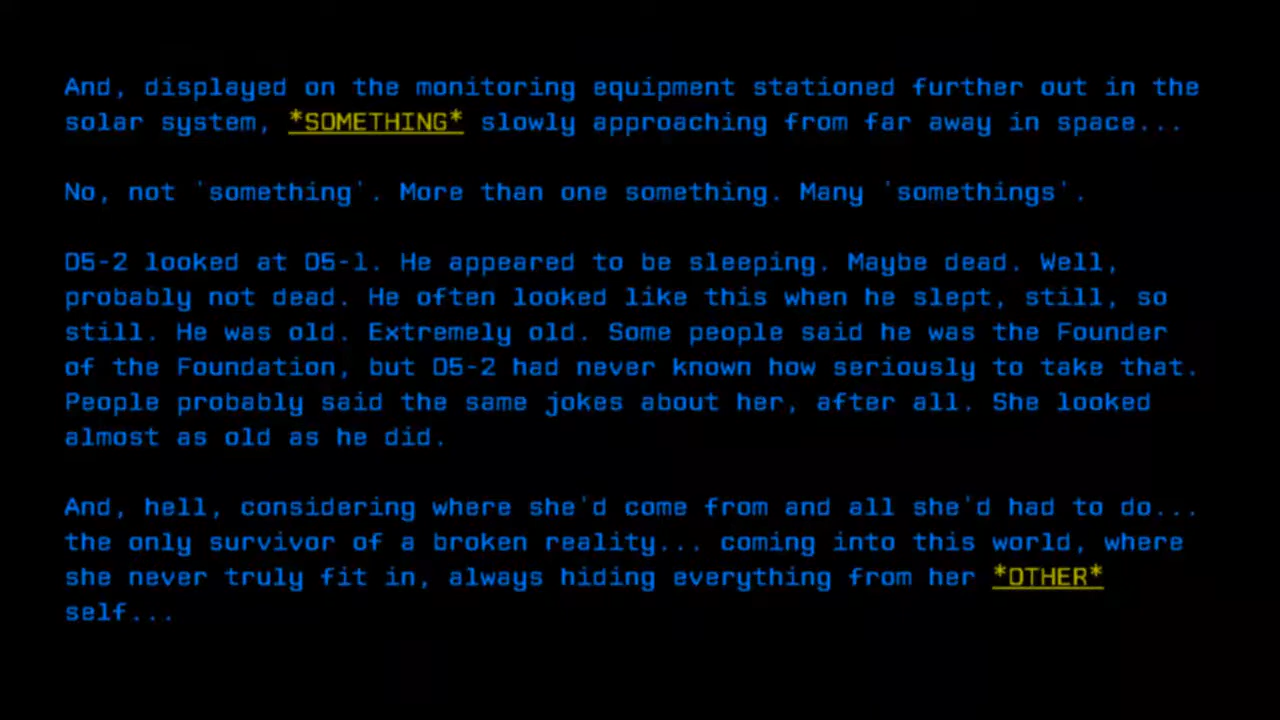 And, displayed on the monitoring equipment stationed further out in the
solar system, *SOMETHING* slowly approaching from far away in space...
No, not 'something'. More than one something. Many 'somethings'.
O5-2 looked at O5-1. He appeared to be sleeping. Maybe dead. Well,
probably not dead. He often looked like this when he slept, still, so
still. He was old. Extremely old. Some people said he was the Founder
of the Foundation, but O5-2 had never known how seriously to take that.
People probably said the same jokes about her, after all. She looked
almost as old as he did.
And, hell, considering where she'd come from and all she'd had to do...
the only survivor of a broken reality... coming into this world, where
she never truly fit in, always hiding everything from her *OTHER*
self...